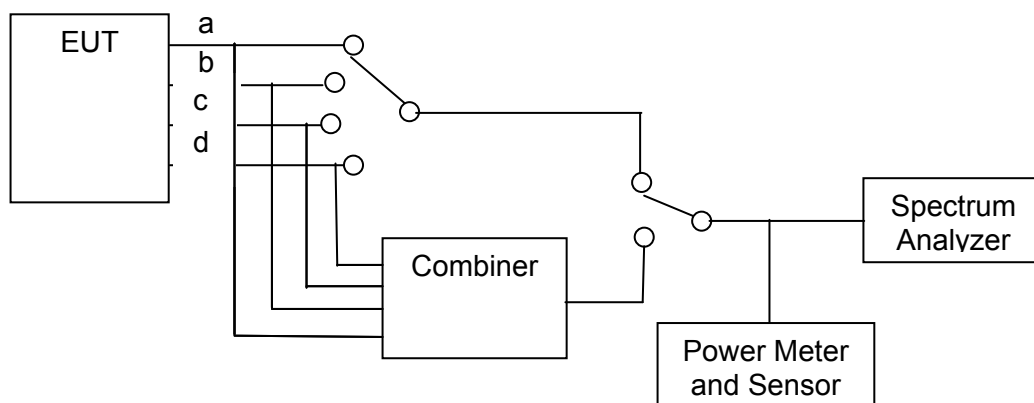 EUT
a
b
c
d
Combiner
Spectrum
Analyzer
Power Meter
and Sensor